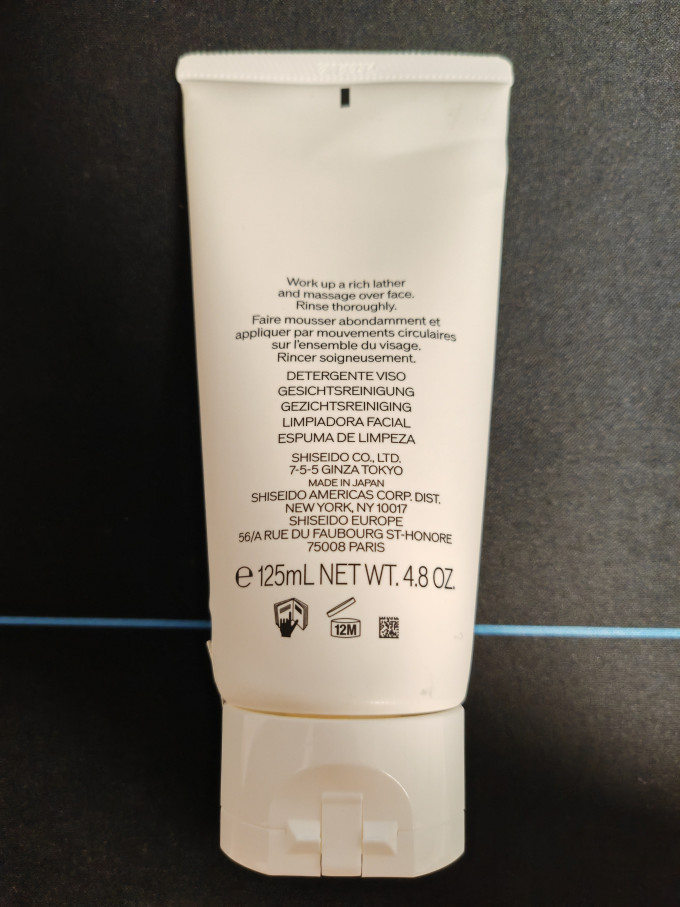 Work up a rich lather
and massage over face.
Rinse thoroughly.
Faire mousser abondamment et
appliquer par mouvements circulaires
sur l'ensemble du visage.
Rincer soigneusement.
DETERGENTE VISO
GESICHTSREINIGUNG
GEZICHTSREINIGING
LIMPIADORA FACIAL
ESPUMA DE LIMPEZA
SHISEIDO CO., LTD.
7-5-5 GINZA TOKYO
MADE IN JAPAN
SHISEIDO AMERICAS CORP. DIST.
NEW YORK, NY 10017
SHISEIDO EUROPE
56/A RUE DU FAUBOURG ST-HONORE
75008 PARIS
℮ 125mL NET WT. 4.8 OZ.
12M